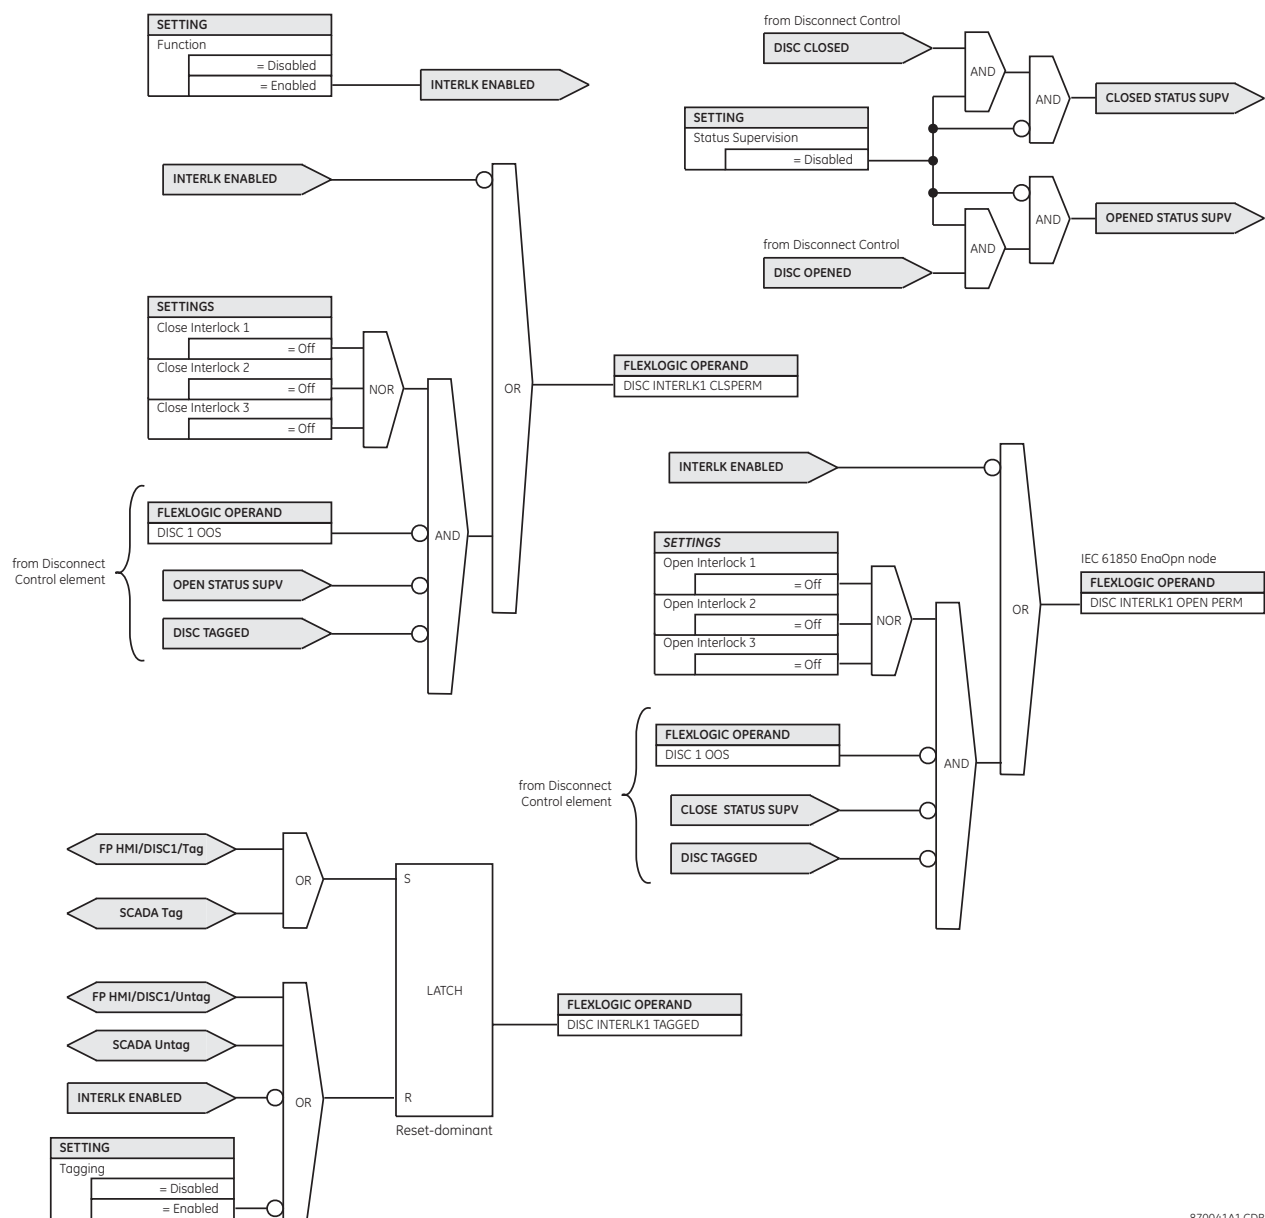 SETTING
Function
= Disabled
= Enabled
INTERLK ENABLED
from Disconnect Control
DISC CLOSED
AND
AND
CLOSED STATUS SUPV
SETTING
Status Supervision
= Disabled
AND
OPENED STATUS SUPV
AND
from Disconnect Control
DISC OPENED
INTERLK ENABLED
SETTINGS
Close Interlock 1
= Off
Close Interlock 2
= Off
Close Interlock 3
= Off
NOR
OR
FLEXLOGIC OPERAND
DISC INTERLK1 CLSPERM
from Disconnect
Control element
FLEXLOGIC OPERAND
DISC 1 OOS
OPEN STATUS SUPV
DISC TAGGED
AND
INTERLK ENABLED
SETTINGS
Open Interlock 1
= Off
Open Interlock 2
= Off
Open Interlock 3
= Off
NOR
OR
IEC 61850 EnaOpn node
FLEXLOGIC OPERAND
DISC INTERLK1 OPEN PERM
from Disconnect
Control element
FLEXLOGIC OPERAND
DISC 1 OOS
CLOSE STATUS SUPV
DISC TAGGED
AND
FP HMI/DISC1/Tag
SCADA Tag
OR
S
LATCH
R
Reset-dominant
FLEXLOGIC OPERAND
DISC INTERLK1 TAGGED
FP HMI/DISC1/Untag
SCADA Untag
INTERLK ENABLED
OR
SETTING
Tagging
= Disabled
= Enabled